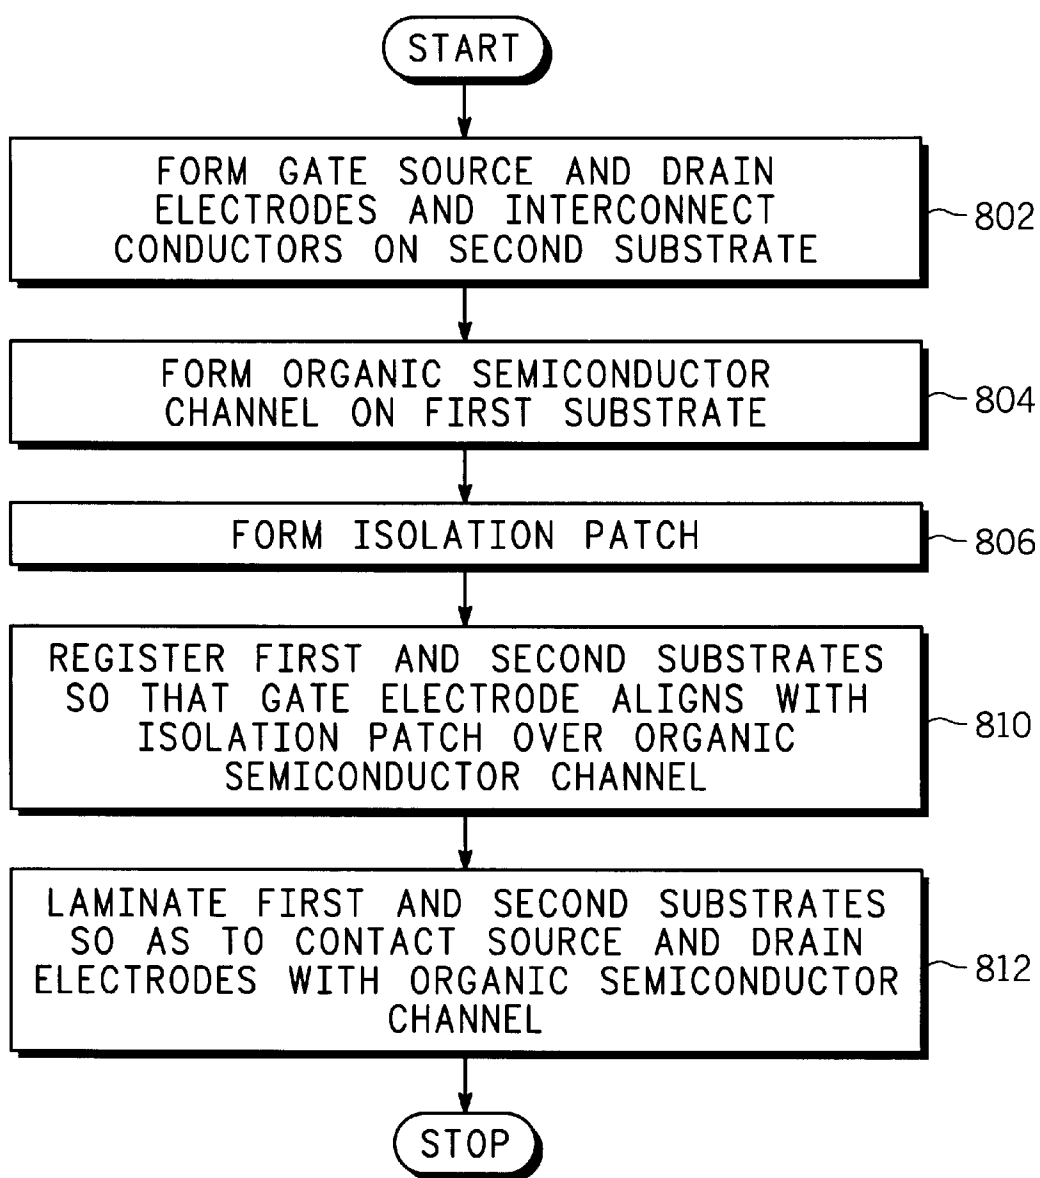 START
FORM GATE SOURCE AND DRAIN
ELECTRODES AND INTERCONNECT
CONDUCTORS ON SECOND SUBSTRATE
802
FORM ORGANIC SEMICONDUCTOR
CHANNEL ON FIRST SUBSTRATE
804
FORM ISOLATION PATCH
806
REGISTER FIRST AND SECOND SUBSTRATES
SO THAT GATE ELECTRODE ALIGNS WITH
ISOLATION PATCH OVER ORGANIC
SEMICONDUCTOR CHANNEL
810
LAMINATE FIRST AND SECOND SUBSTRATES
SO AS TO CONTACT SOURCE AND DRAIN
ELECTRODES WITH ORGANIC SEMICONDUCTOR
CHANNEL
812
STOP